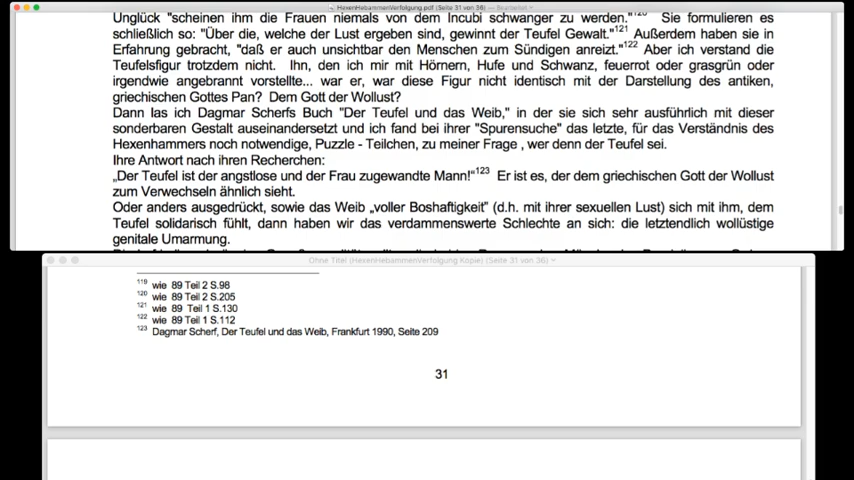 HexenHebammenVerfolgung.pdf (Seite 31 von 36) — Bearbeitet
Unglück "scheinen ihm die Frauen niemals von dem Incubi schwanger zu werden."120 Sie formulieren es
schließlich so: "Über die, welche der Lust ergeben sind, gewinnt der Teufel Gewalt."121 Außerdem haben sie in
Erfahrung gebracht, "daß er auch unsichtbar den Menschen zum Sündigen anreizt."122 Aber ich verstand die
Teufelsfigur trotzdem nicht. Ihn, den ich mir mit Hörnern, Hufe und Schwanz, feuerrot oder grasgrün oder
irgendwie angebrannt vorstellte... war er, war diese Figur nicht identisch mit der Darstellung des antiken,
griechischen Gottes Pan? Dem Gott der Wollust?
Dann las ich Dagmar Scherfs Buch "Der Teufel und das Weib," in der sie sich sehr ausführlich mit dieser
sonderbaren Gestalt auseinandersetzt und ich fand bei ihrer "Spurensuche" das letzte, für das Verständnis des
Hexenhammers noch notwendige, Puzzle - Teilchen, zu meiner Frage , wer denn der Teufel sei.
Ihre Antwort nach ihren Recherchen:
„Der Teufel ist der angstlose und der Frau zugewandte Mann!"123 Er ist es, der dem griechischen Gott der Wollust
zum Verwechseln ähnlich sieht.
Oder anders ausgedrückt, sowie das Weib „voller Boshaftigkeit" (d.h. mit ihrer sexuellen Lust) sich mit ihm, dem
Teufel solidarisch fühlt, dann haben wir das verdammenswerte Schlechte an sich: die letztendlich wollüstige
genitale Umarmung.
Ohne Titel (HexenHebammenVerfolgung Kopie) (Seite 31 von 36)
119 wie 89 Teil 2 S.98
120 wie 89 Teil 2 S.205
121 wie 89 Teil 1 S.130
122 wie 89 Teil 1 S.112
123 Dagmar Scherf, Der Teufel und das Weib, Frankfurt 1990, Seite 209
31